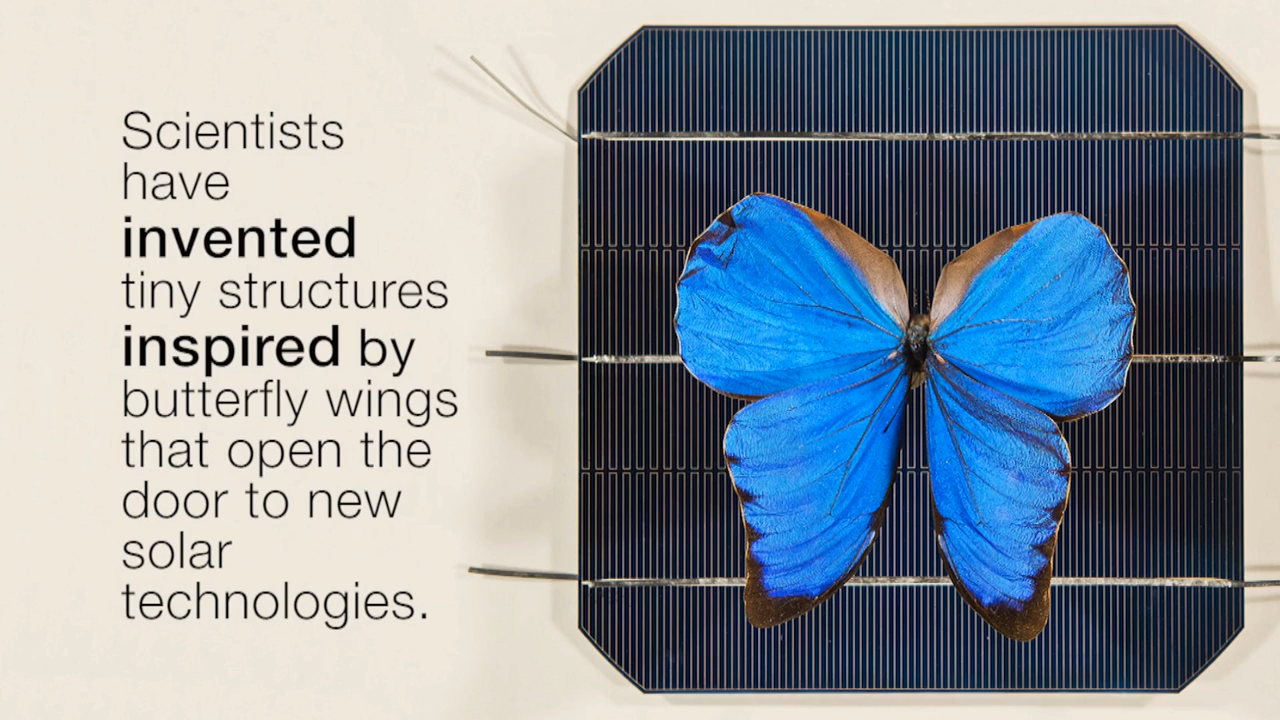 Scientists
have
invented
tiny structures
inspired by
butterfly wings
that open the
door to new
solar
technologies.